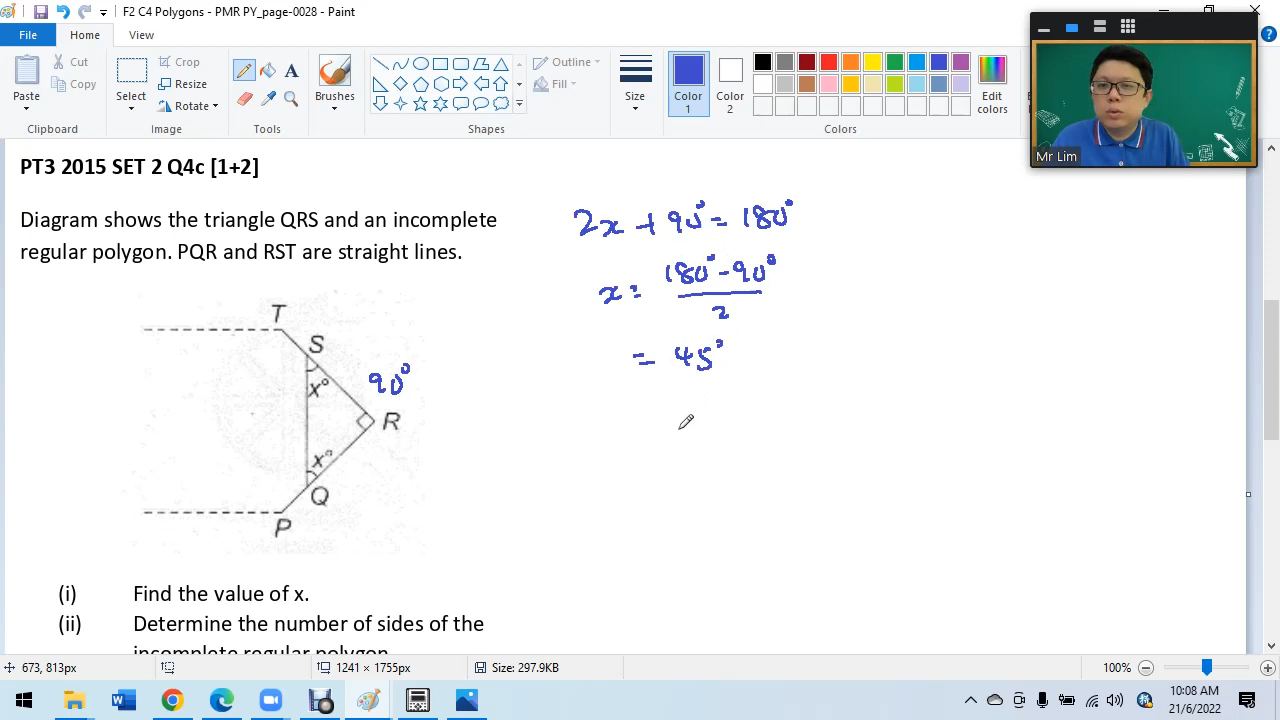 F2 C4 Polygons - PMR PY_page-0028 - Paint
File
Home
View
Paste
Cut
Copy
Clipboard
Select
Crop
Resize
Rotate
Image
Tools
Brushes
Shapes
Outline
Fill
Size
Color 1
Color 2
Edit colors
Colors
Mr Lim
PT3 2015 SET 2 Q4c [1+2]
Diagram shows the triangle QRS and an incomplete
regular polygon. PQR and RST are straight lines.
T
S
x°
90°
R
x°
Q
P
2x + 90° = 180°
x = 180° - 90°
2
= 45°
(i) Find the value of x.
(ii) Determine the number of sides of the
incomplete regular polygon.
673, 813px
1241 × 1755px
Size: 297.9KB
100%
10:08 AM
21/6/2022